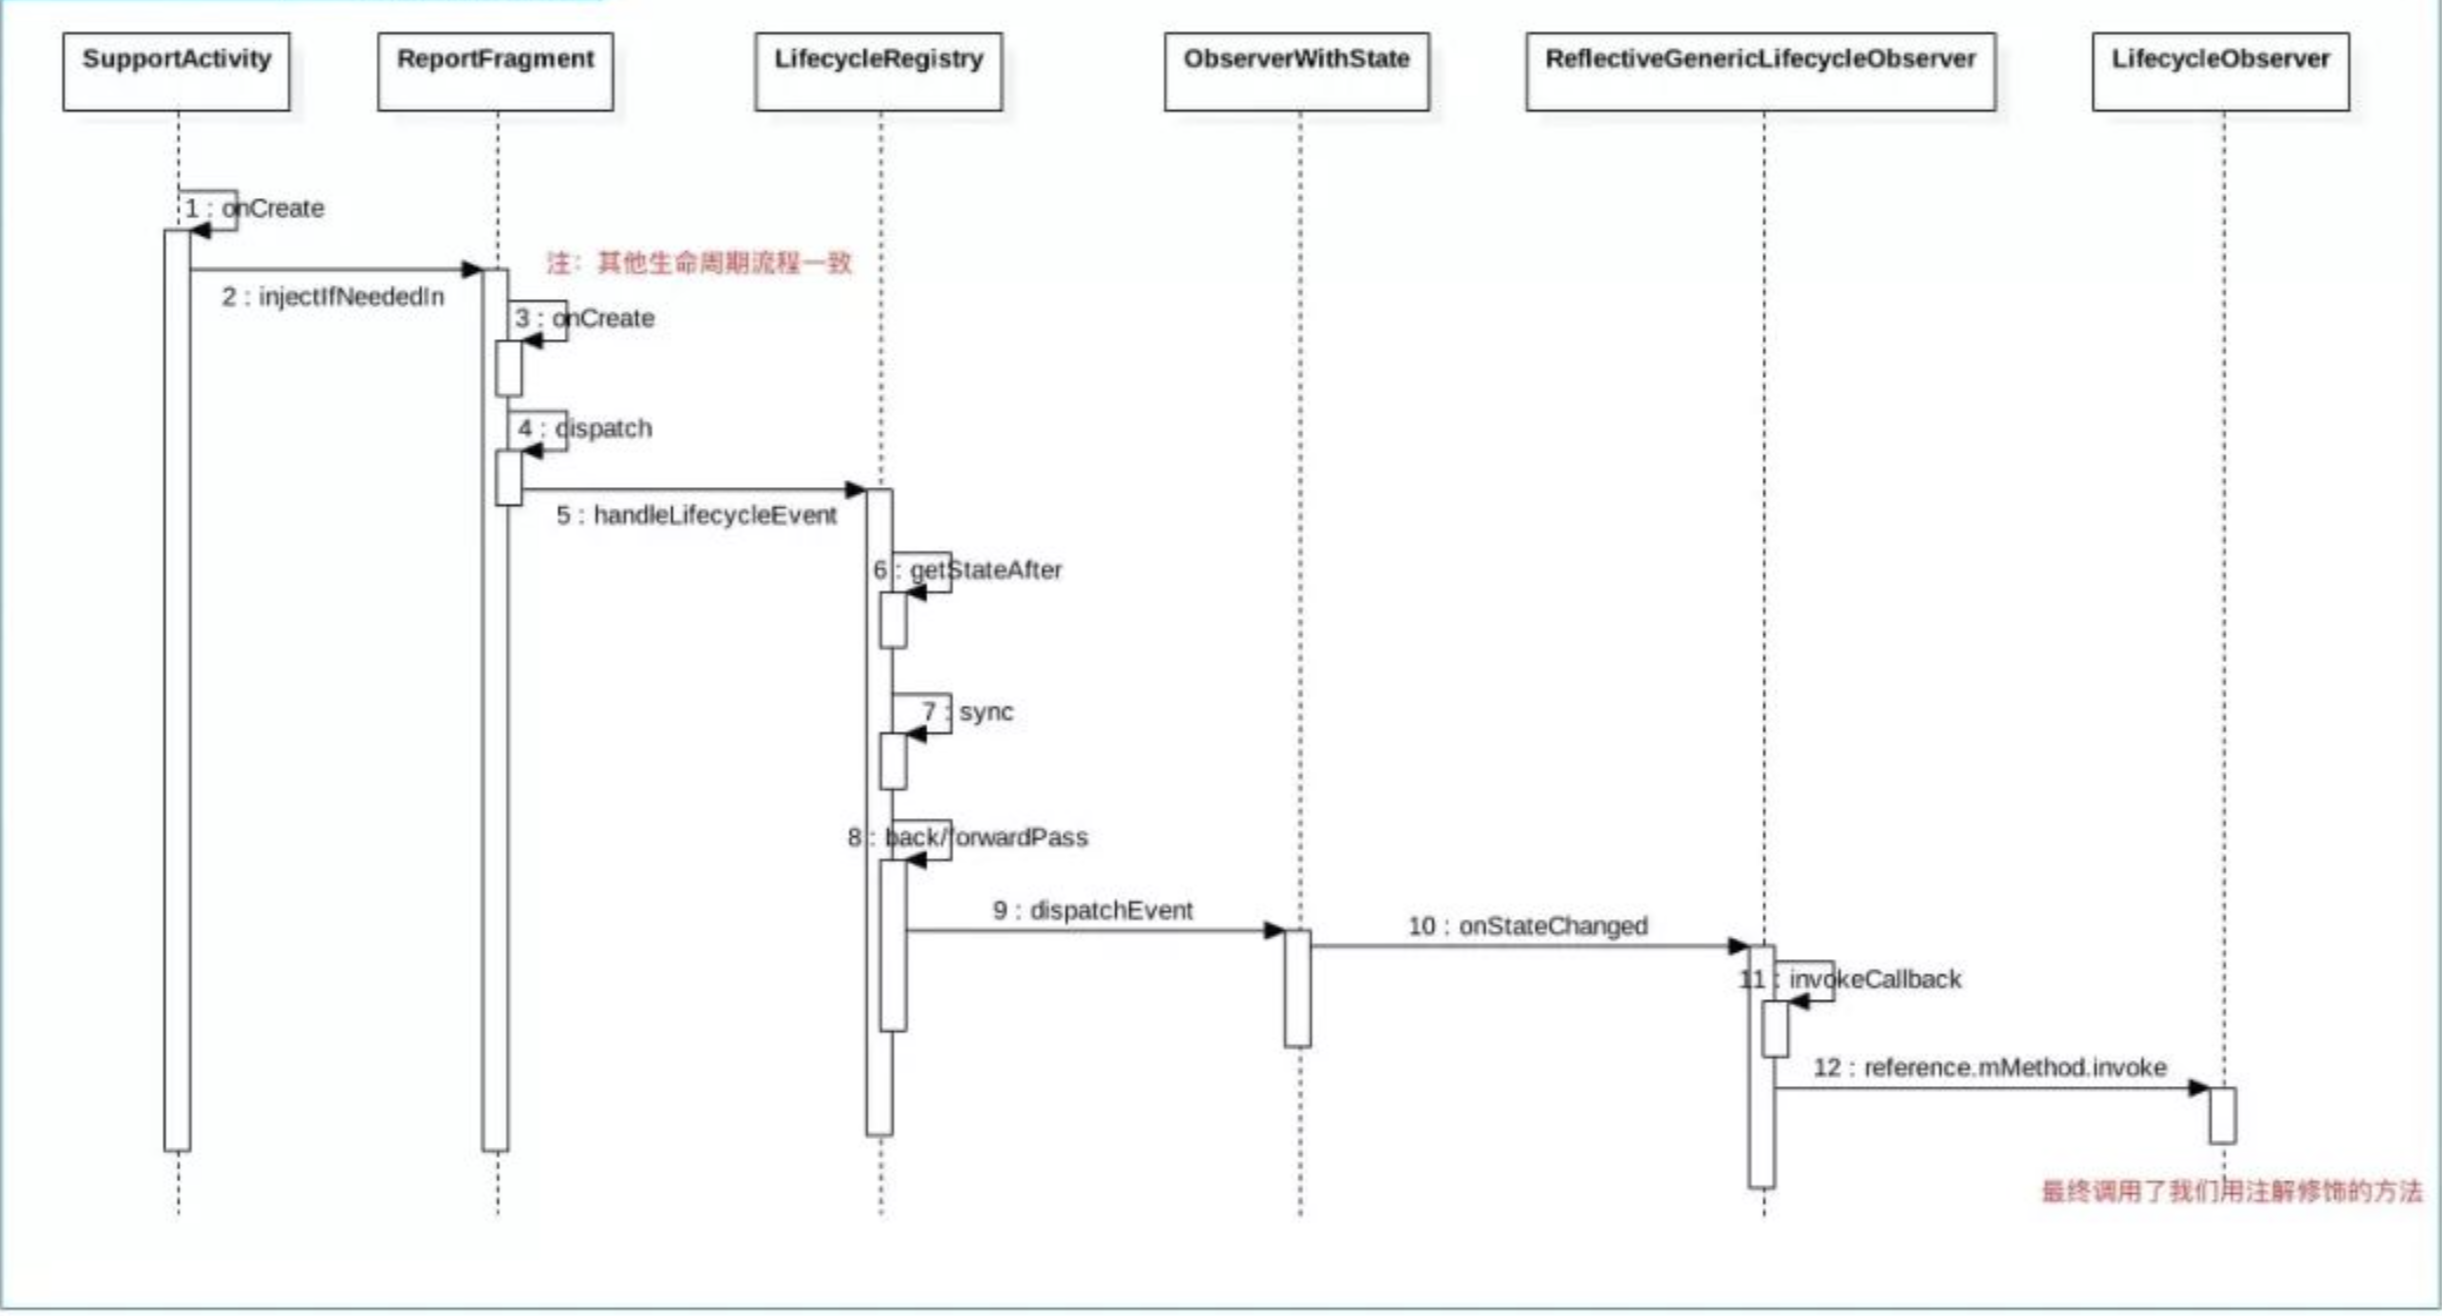 SupportActivity
ReportFragment
LifecycleRegistry
ObserverWithState
ReflectiveGenericLifecycleObserver
LifecycleObserver
1 : onCreate
注：其他生命周期流程一致
2 : injectIfNeededIn
3 : onCreate
4 : dispatch
5 : handleLifecycleEvent
6 : getStateAfter
7 : sync
8 : back/forwardPass
9 : dispatchEvent
10 : onStateChanged
11 : invokeCallback
12 : reference.mMethod.invoke
最终调用了我们用注解修饰的方法